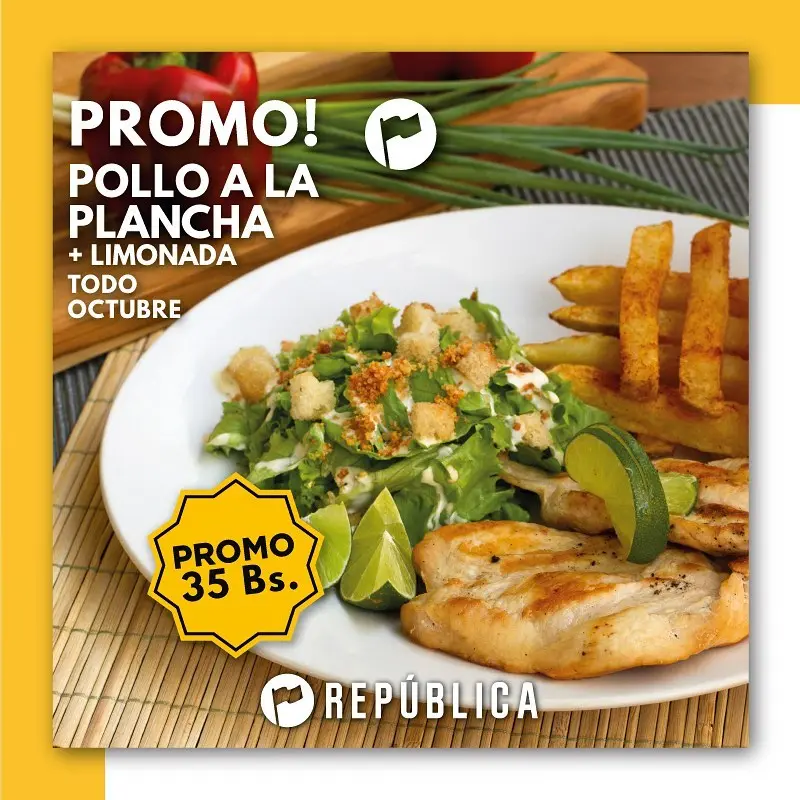 PROMO!
POLLO A LA
PLANCHA
+ LIMONADA
TODO
OCTUBRE
PROMO
35 Bs.
REPÚBLICA